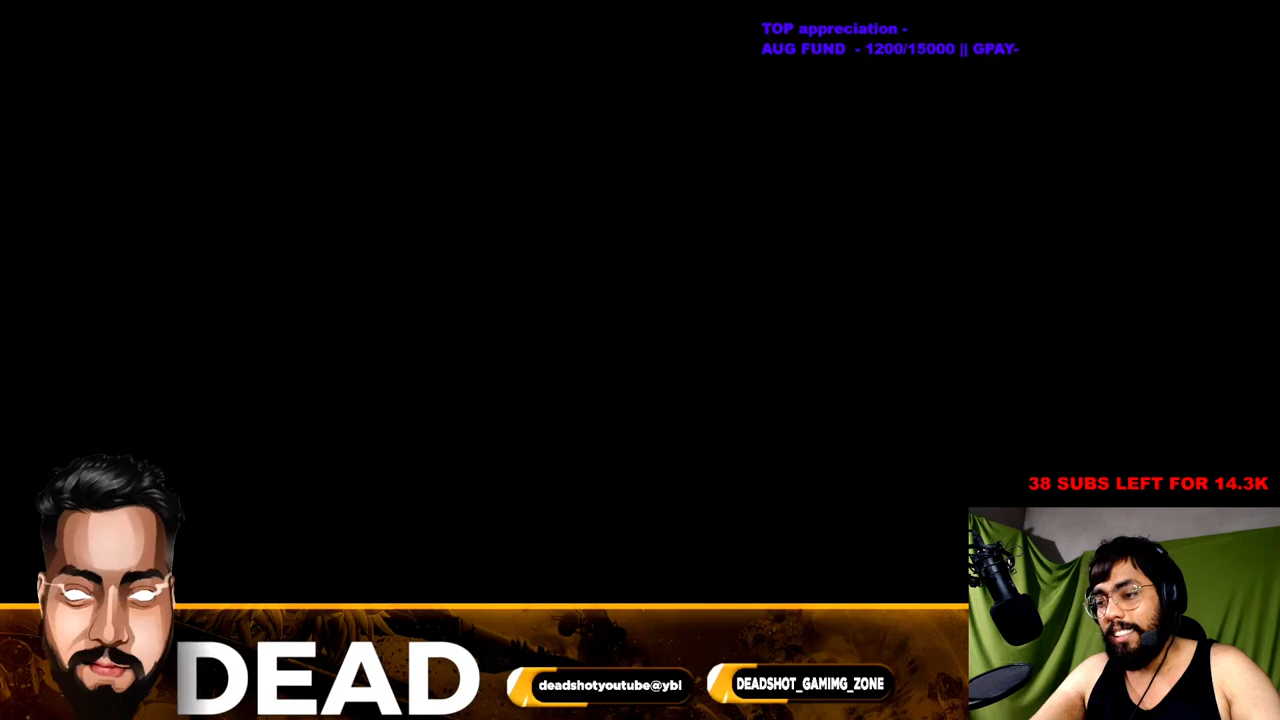 TOP appreciation -
AUG FUND - 1200/15000 || GPAY-
38 SUBS LEFT FOR 14.3K
DEAD
deadshotyoutube@ybl
DEADSHOT_GAMIMG_ZONE